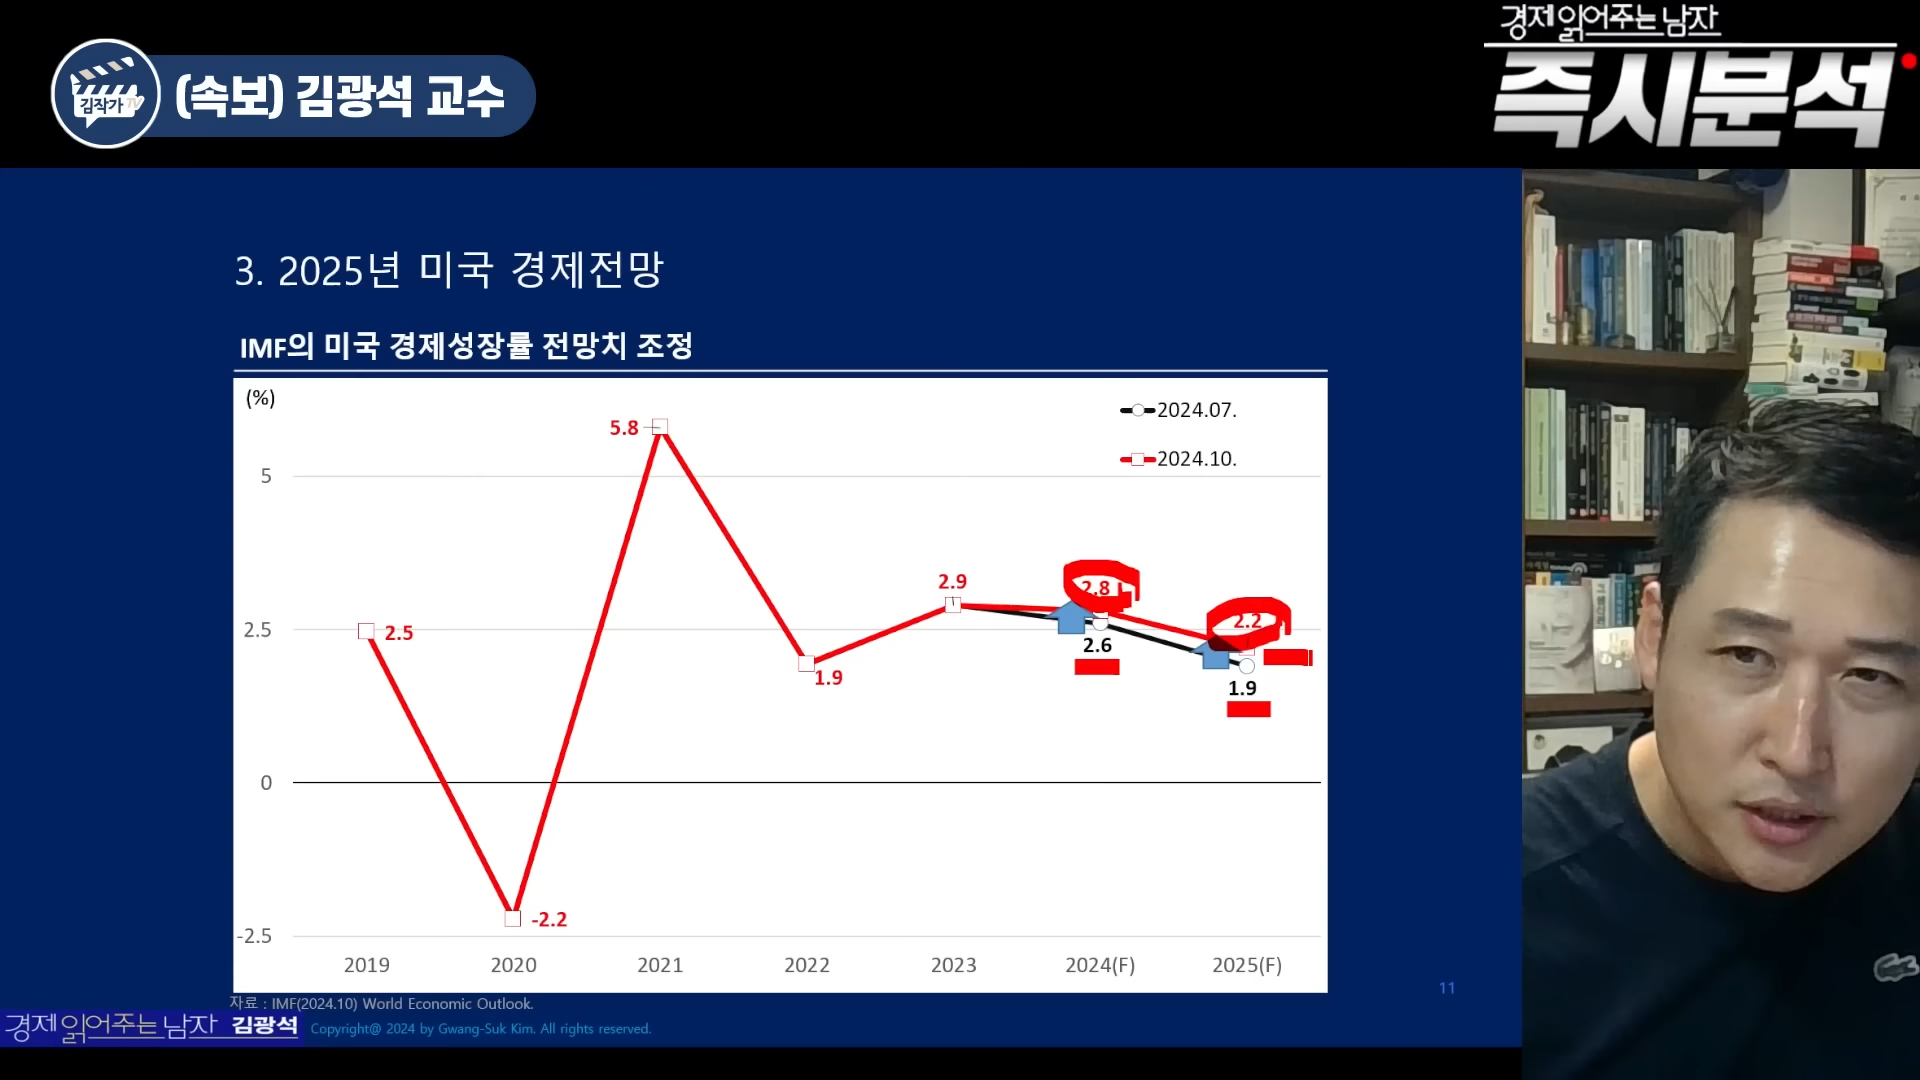 김작가 TV
(속보) 김광석 교수
경제 읽어주는 남자
즉시분석
3. 2025년 미국 경제전망
IMF의 미국 경제성장률 전망치 조정
(%)
2024.07.
2024.10.
5
2.5
0
-2.5
2.5
-2.2
5.8
1.9
2.9
2.8
2.6
2.2
1.9
2019
2020
2021
2022
2023
2024(F)
2025(F)
자료 : IMF(2024.10) World Economic Outlook.
11
경제 읽어주는 남자 김광석
Copyright@ 2024 by Gwang-Suk Kim. All rights reserved.